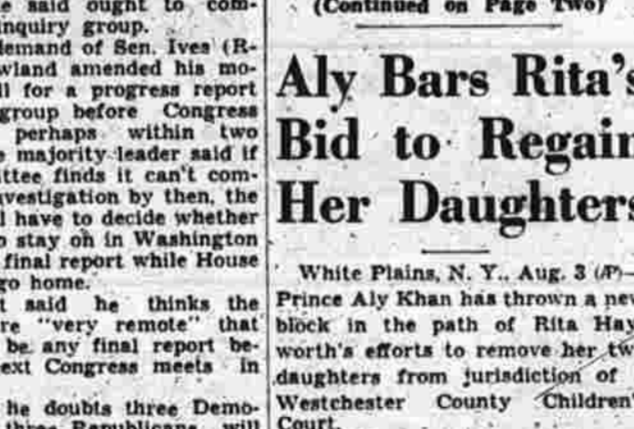 e said ought to com-
inquiry group.
demand of Sen. Ives (R-
wland amended his mo-
ll for a progress report
group before Congress
perhaps within two
e majority leader said if
ittee finds it can't com-
nvestigation by then, the
l have to decide whether
o stay on in Washington
final report while House
go home.
t said he thinks the
re "very remote" that
be any final report be-
ext Congress meets in
he doubts three Demo-
three Republicans will
(Continued on Page Two)
Aly Bars Rita's
Bid to Regain
Her Daughters
White Plains, N. Y., Aug. 3 (AP)—
Prince Aly Khan has thrown a new
block in the path of Rita Hay
worth's efforts to remove her tw
daughters from jurisdiction of
Westchester County Children'
Court.